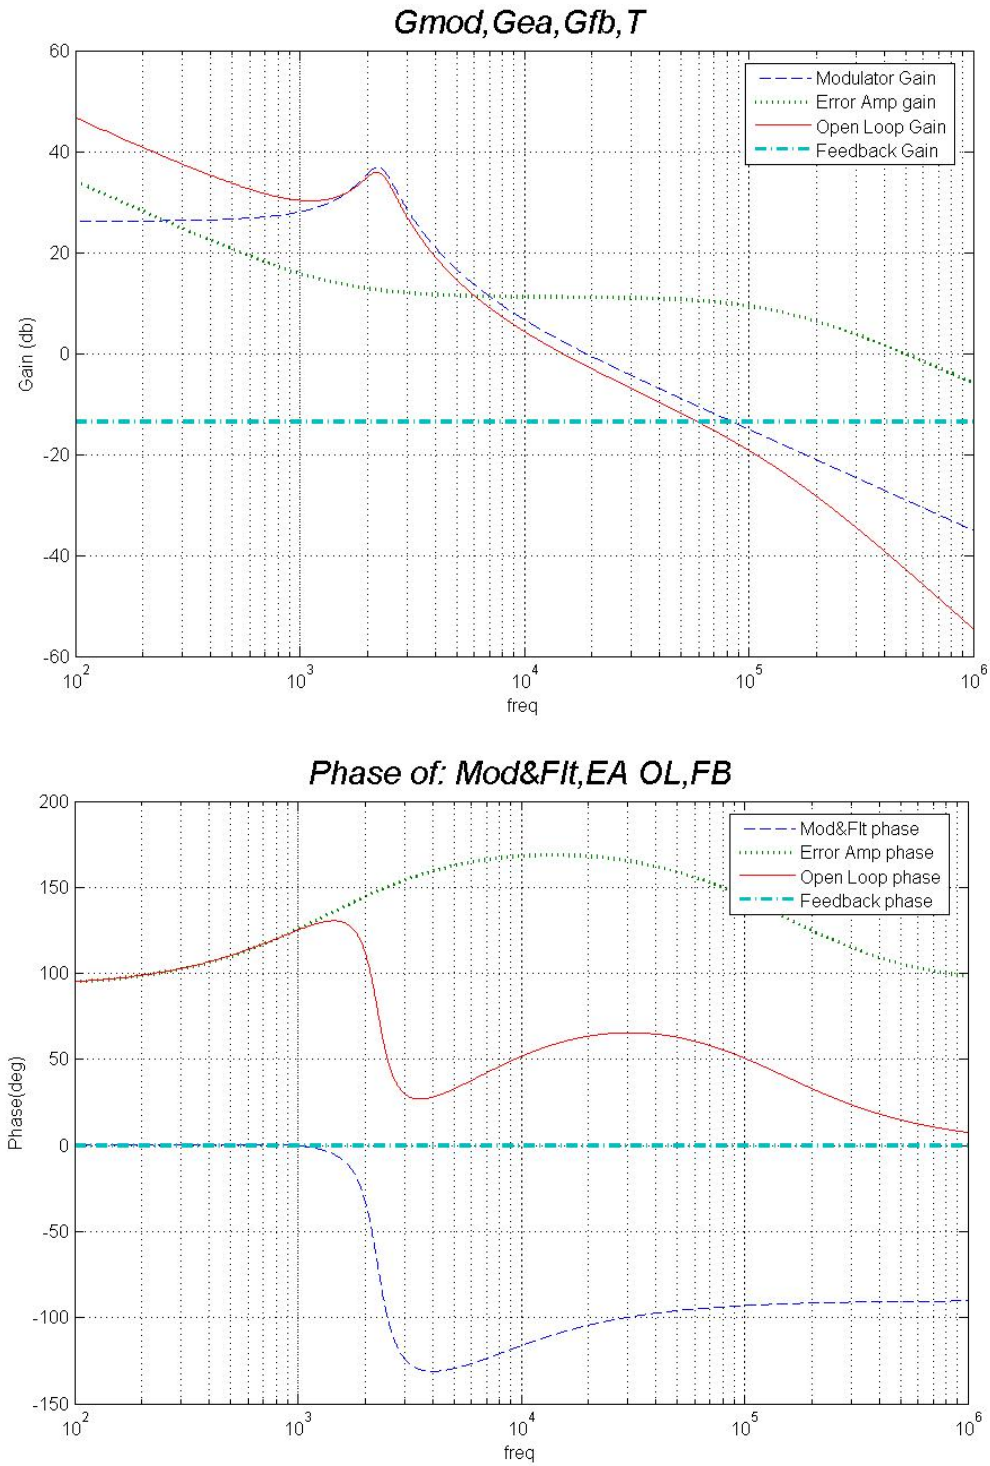 Gmod,Gea,Gfb,T
60
40
20
0
-20
-40
-60
Gain (db)
Modulator Gain
Error Amp gain
Open Loop Gain
Feedback Gain
10^2
10^3
10^4
10^5
10^6
freq
Phase of: Mod&Flt,EA OL,FB
200
150
100
50
0
-50
-100
-150
Phase(deg)
Mod&Flt phase
Error Amp phase
Open Loop phase
Feedback phase
10^2
10^3
10^4
10^5
10^6
freq